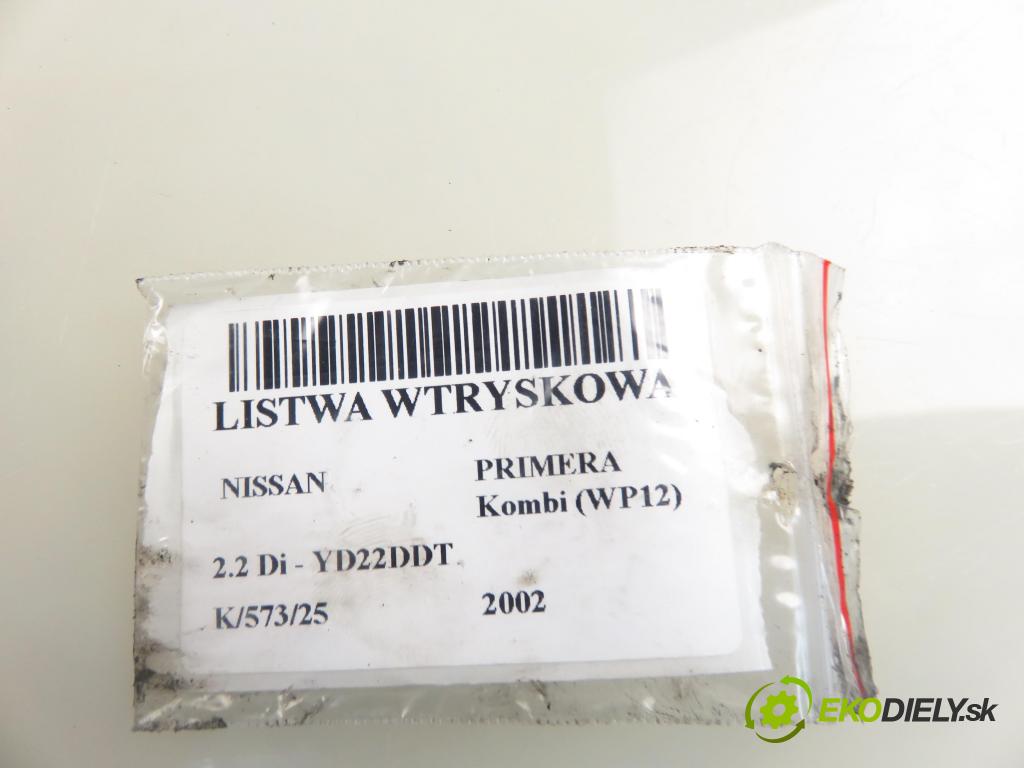 LISTWA WTRYSKOWA
NISSAN
PRIMERA
Kombi (WP12)
2.2 Di - YD22DDT
K/573/25
2002
EKODIELY.sk